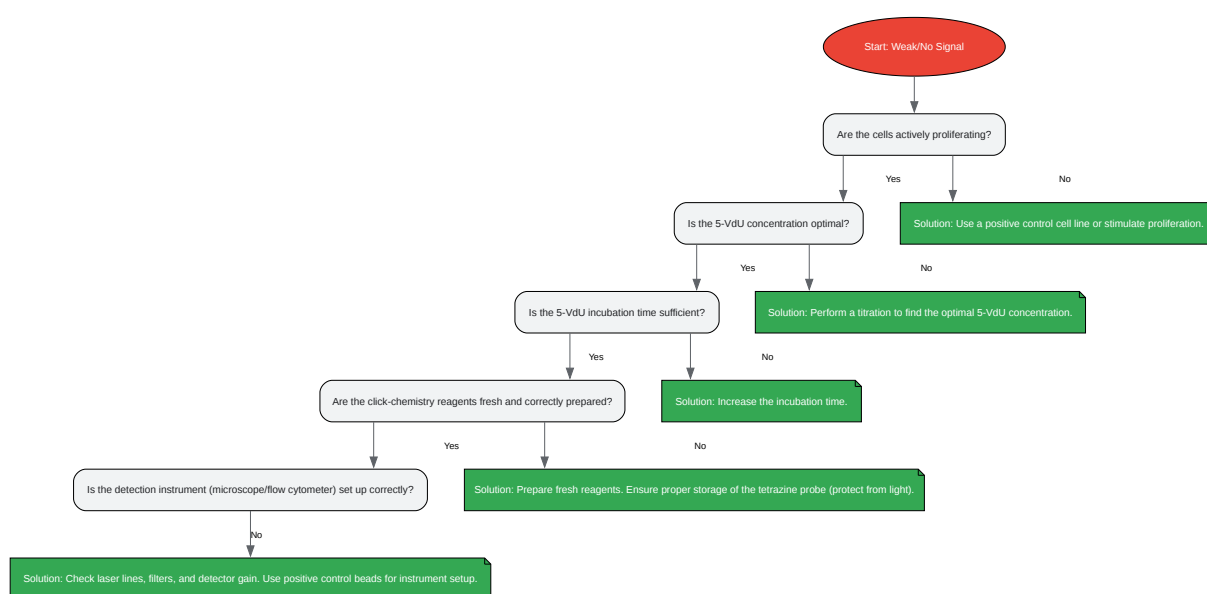 Start: Weak/No Signal
Are the cells actively proliferating?
Yes
No
Is the 5-VdU concentration optimal?
Solution: Use a positive control cell line or stimulate proliferation.
Yes
No
Is the 5-VdU incubation time sufficient?
Solution: Perform a titration to find the optimal 5-VdU concentration.
Yes
No
Are the click-chemistry reagents fresh and correctly prepared?
Solution: Increase the incubation time.
Yes
No
Is the detection instrument (microscope/flow cytometer) set up correctly?
Solution: Prepare fresh reagents. Ensure proper storage of the tetrazine probe (protect from light).
No
Solution: Check laser lines, filters, and detector gain. Use positive control beads for instrument setup.